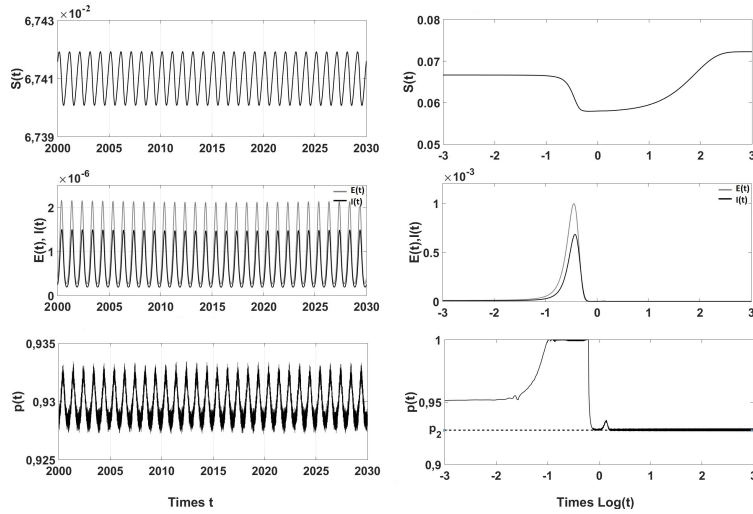 ×10⁻²
6,743
6,741
6,739
S(t)
2000 2005 2010 2015 2020 2025 2030
0.08
0.07
0.06
0.05
S(t)
-3 -2 -1 0 1 2 3
×10⁻⁶
2
1
0
E(t), I(t)
E(t)
I(t)
2000 2005 2010 2015 2020 2025 2030
×10⁻³
1
0.5
0
E(t),I(t)
E(t)
I(t)
-3 -2 -1 0 1 2 3
0,935
0,93
0,925
p(t)
2000 2005 2010 2015 2020 2025 2030
Times t
1
0,95
p₂
0,9
p(t)
-3 -2 -1 0 1 2 3
Times Log(t)